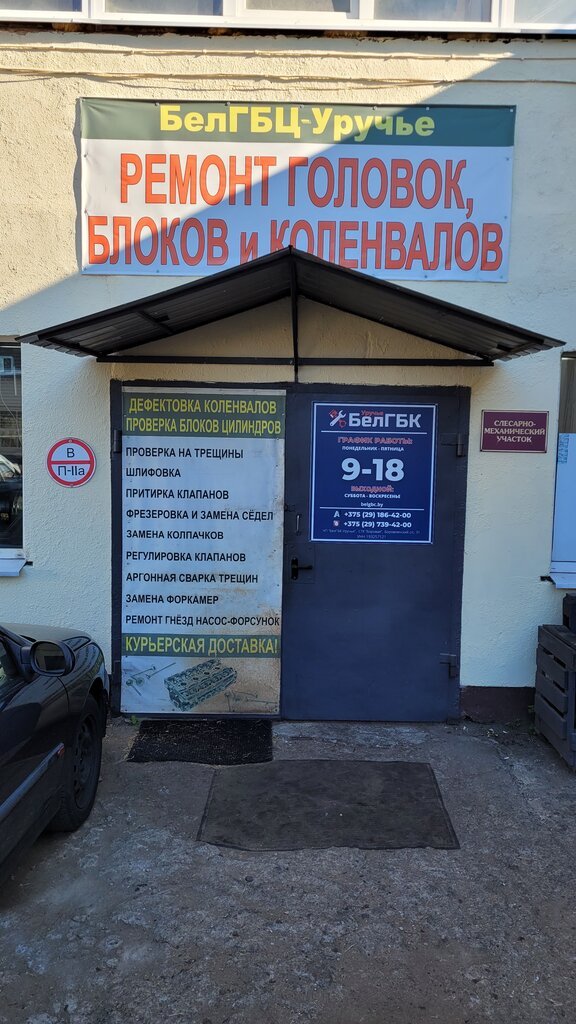 БелГБЦ-Уручье
РЕМОНТ ГОЛОВОК,
БЛОКОВ и КОЛЕНВАЛОВ
ДЕФЕКТОВКА КОЛЕНВАЛОВ
ПРОВЕРКА БЛОКОВ ЦИЛИНДРОВ
ПРОВЕРКА НА ТРЕЩИНЫ
ШЛИФОВКА
ПРИТИРКА КЛАПАНОВ
ФРЕЗЕРОВКА И ЗАМЕНА СЁДЕЛ
ЗАМЕНА КОЛПАЧКОВ
РЕГУЛИРОВКА КЛАПАНОВ
АРГОННАЯ СВАРКА ТРЕЩИН
ЗАМЕНА ФОРКАМЕР
РЕМОНТ ГНЁЗД НАСОС-ФОРСУНОК
КУРЬЕРСКАЯ ДОСТАВКА!
Уручье
БелГБК
ГРАФИК РАБОТЫ:
ПОНЕДЕЛЬНИК - ПЯТНИЦА
9-18
ВЫХОДНОЙ:
СУББОТА - ВОСКРЕСЕНЬЕ
belgbc.by
+375 (29) 186-42-00
+375 (29) 739-42-00
СЛЕСАРНО-
МЕХАНИЧЕСКИЙ
УЧАСТОК
В
П-IIа